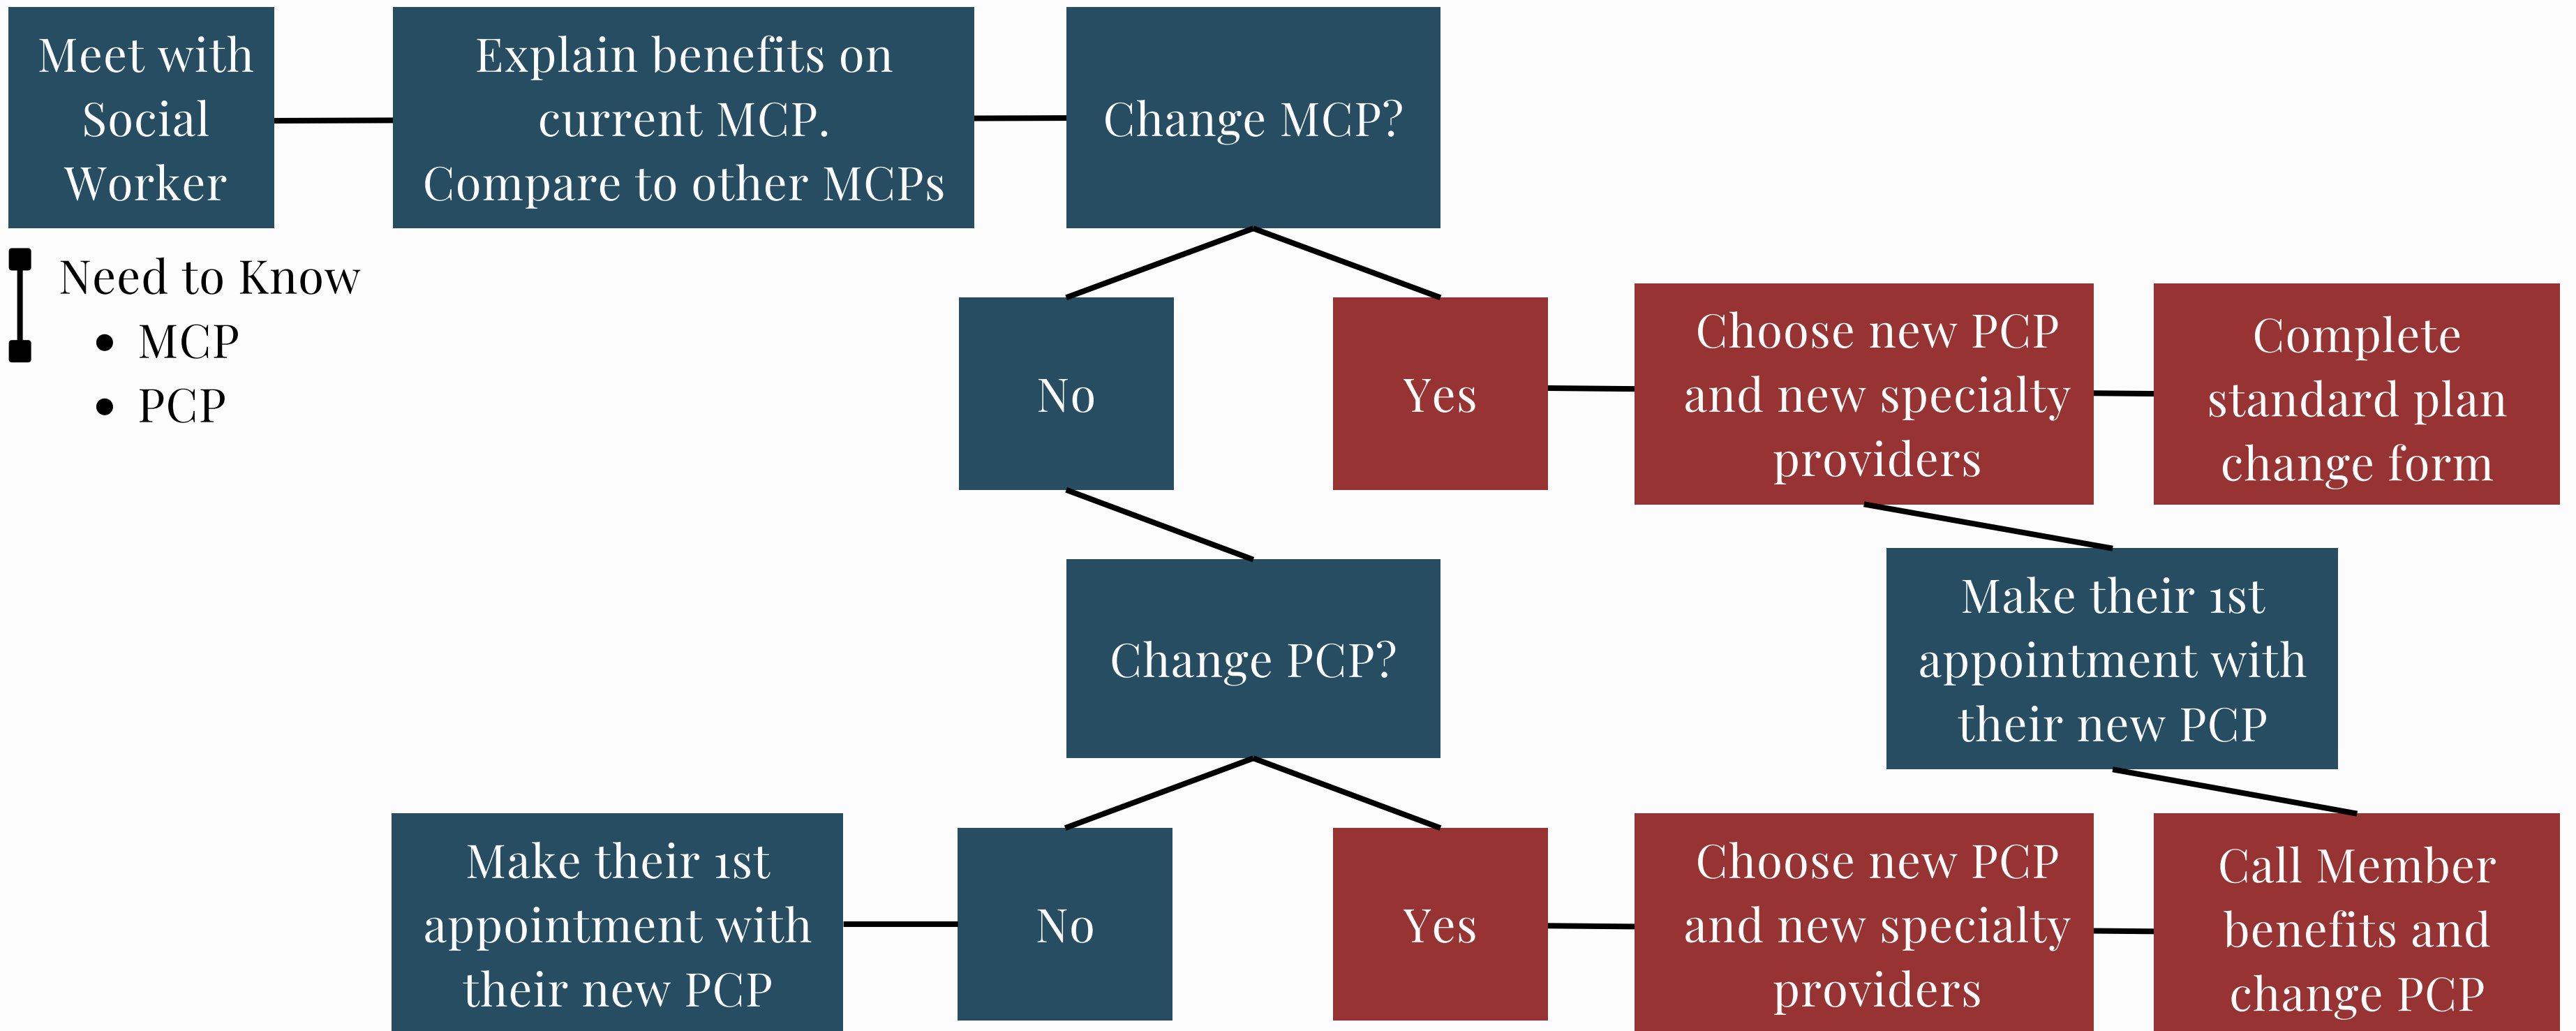 Meet with
Social
Worker
Explain benefits on
current MCP.
Compare to other MCPs
Change MCP?
Need to Know
• MCP
• PCP
No
Yes
Choose new PCP
and new specialty
providers
Complete
standard plan
change form
Change PCP?
Make their 1st
appointment with
their new PCP
Make their 1st
appointment with
their new PCP
No
Yes
Choose new PCP
and new specialty
providers
Call Member
benefits and
change PCP